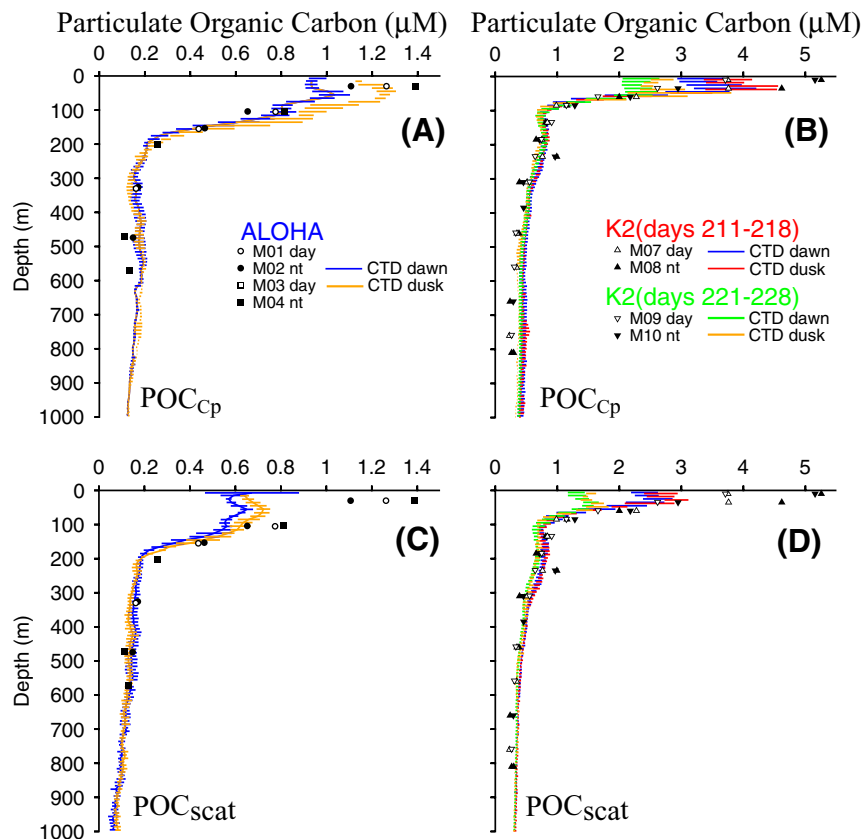 Particulate Organic Carbon (µM) Particulate Organic Carbon (µM)
0 0.2 0.4 0.6 0.8 1 1.2 1.4
0
100
200
300
400
500
600
700
800
900
1000
Depth (m)
(A)
ALOHA
M01 day
M02 nt
M03 day
M04 nt
CTD dawn
CTD dusk
POCCp
0 1 2 3 4 5
(B)
K2(days 211-218)
M07 day
M08 nt
CTD dawn
CTD dusk
K2(days 221-228)
M09 day
M10 nt
CTD dawn
CTD dusk
POCCp
0 0.2 0.4 0.6 0.8 1 1.2 1.4
0
100
200
300
400
500
600
700
800
900
1000
Depth (m)
(C)
POCscat
0 1 2 3 4 5
(D)
POCscat